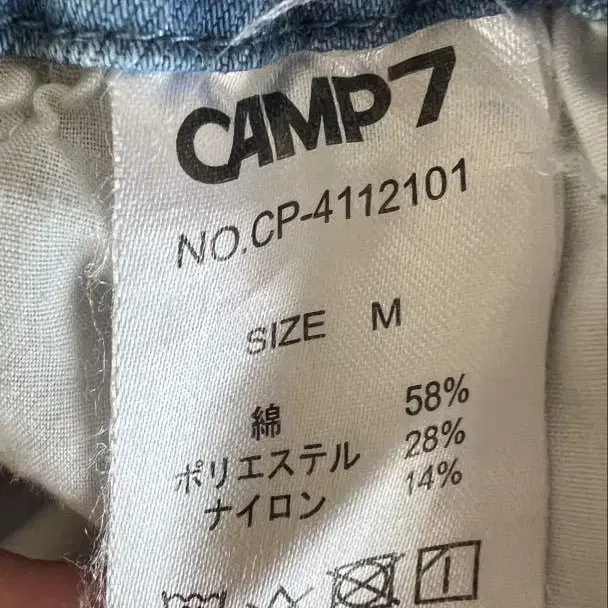 CAMP7
NO.CP-4112101
SIZE M
綿 58%
ポリエステル 28%
ナイロン 14%